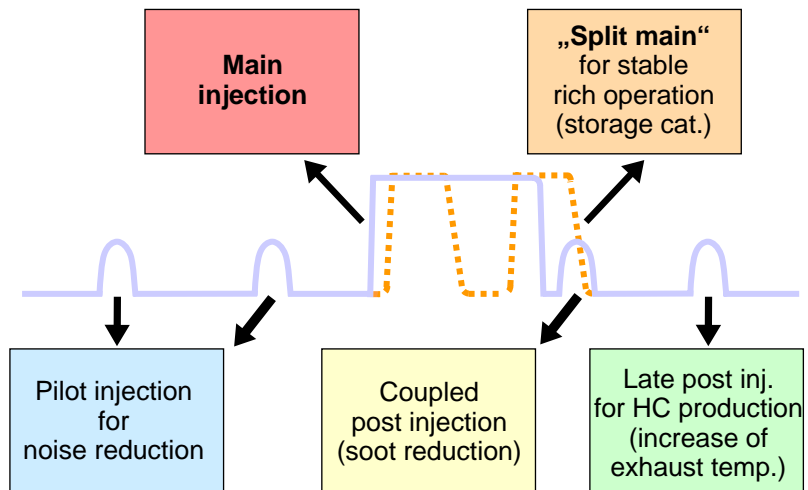 Main
injection
„Split main“
for stable
rich operation
(storage cat.)
Pilot injection
for
noise reduction
Coupled
post injection
(soot reduction)
Late post inj.
for HC production
(increase of
exhaust temp.)